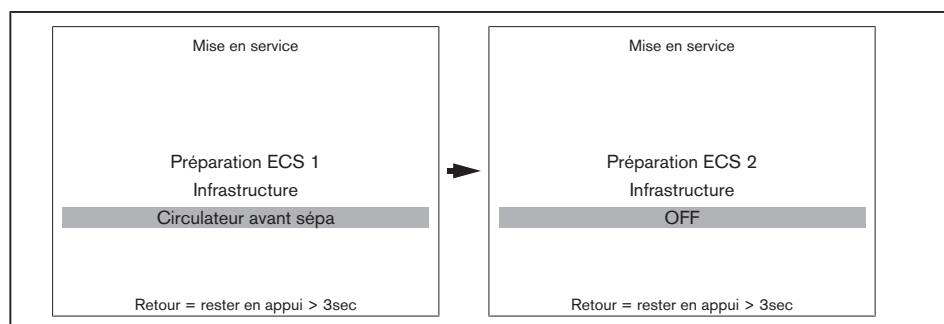 Mise en service
Préparation ECS 1
Infrastructure
Circulateur avant sépa
Retour = rester en appui > 3sec
Mise en service
Préparation ECS 2
Infrastructure
OFF
Retour = rester en appui > 3sec